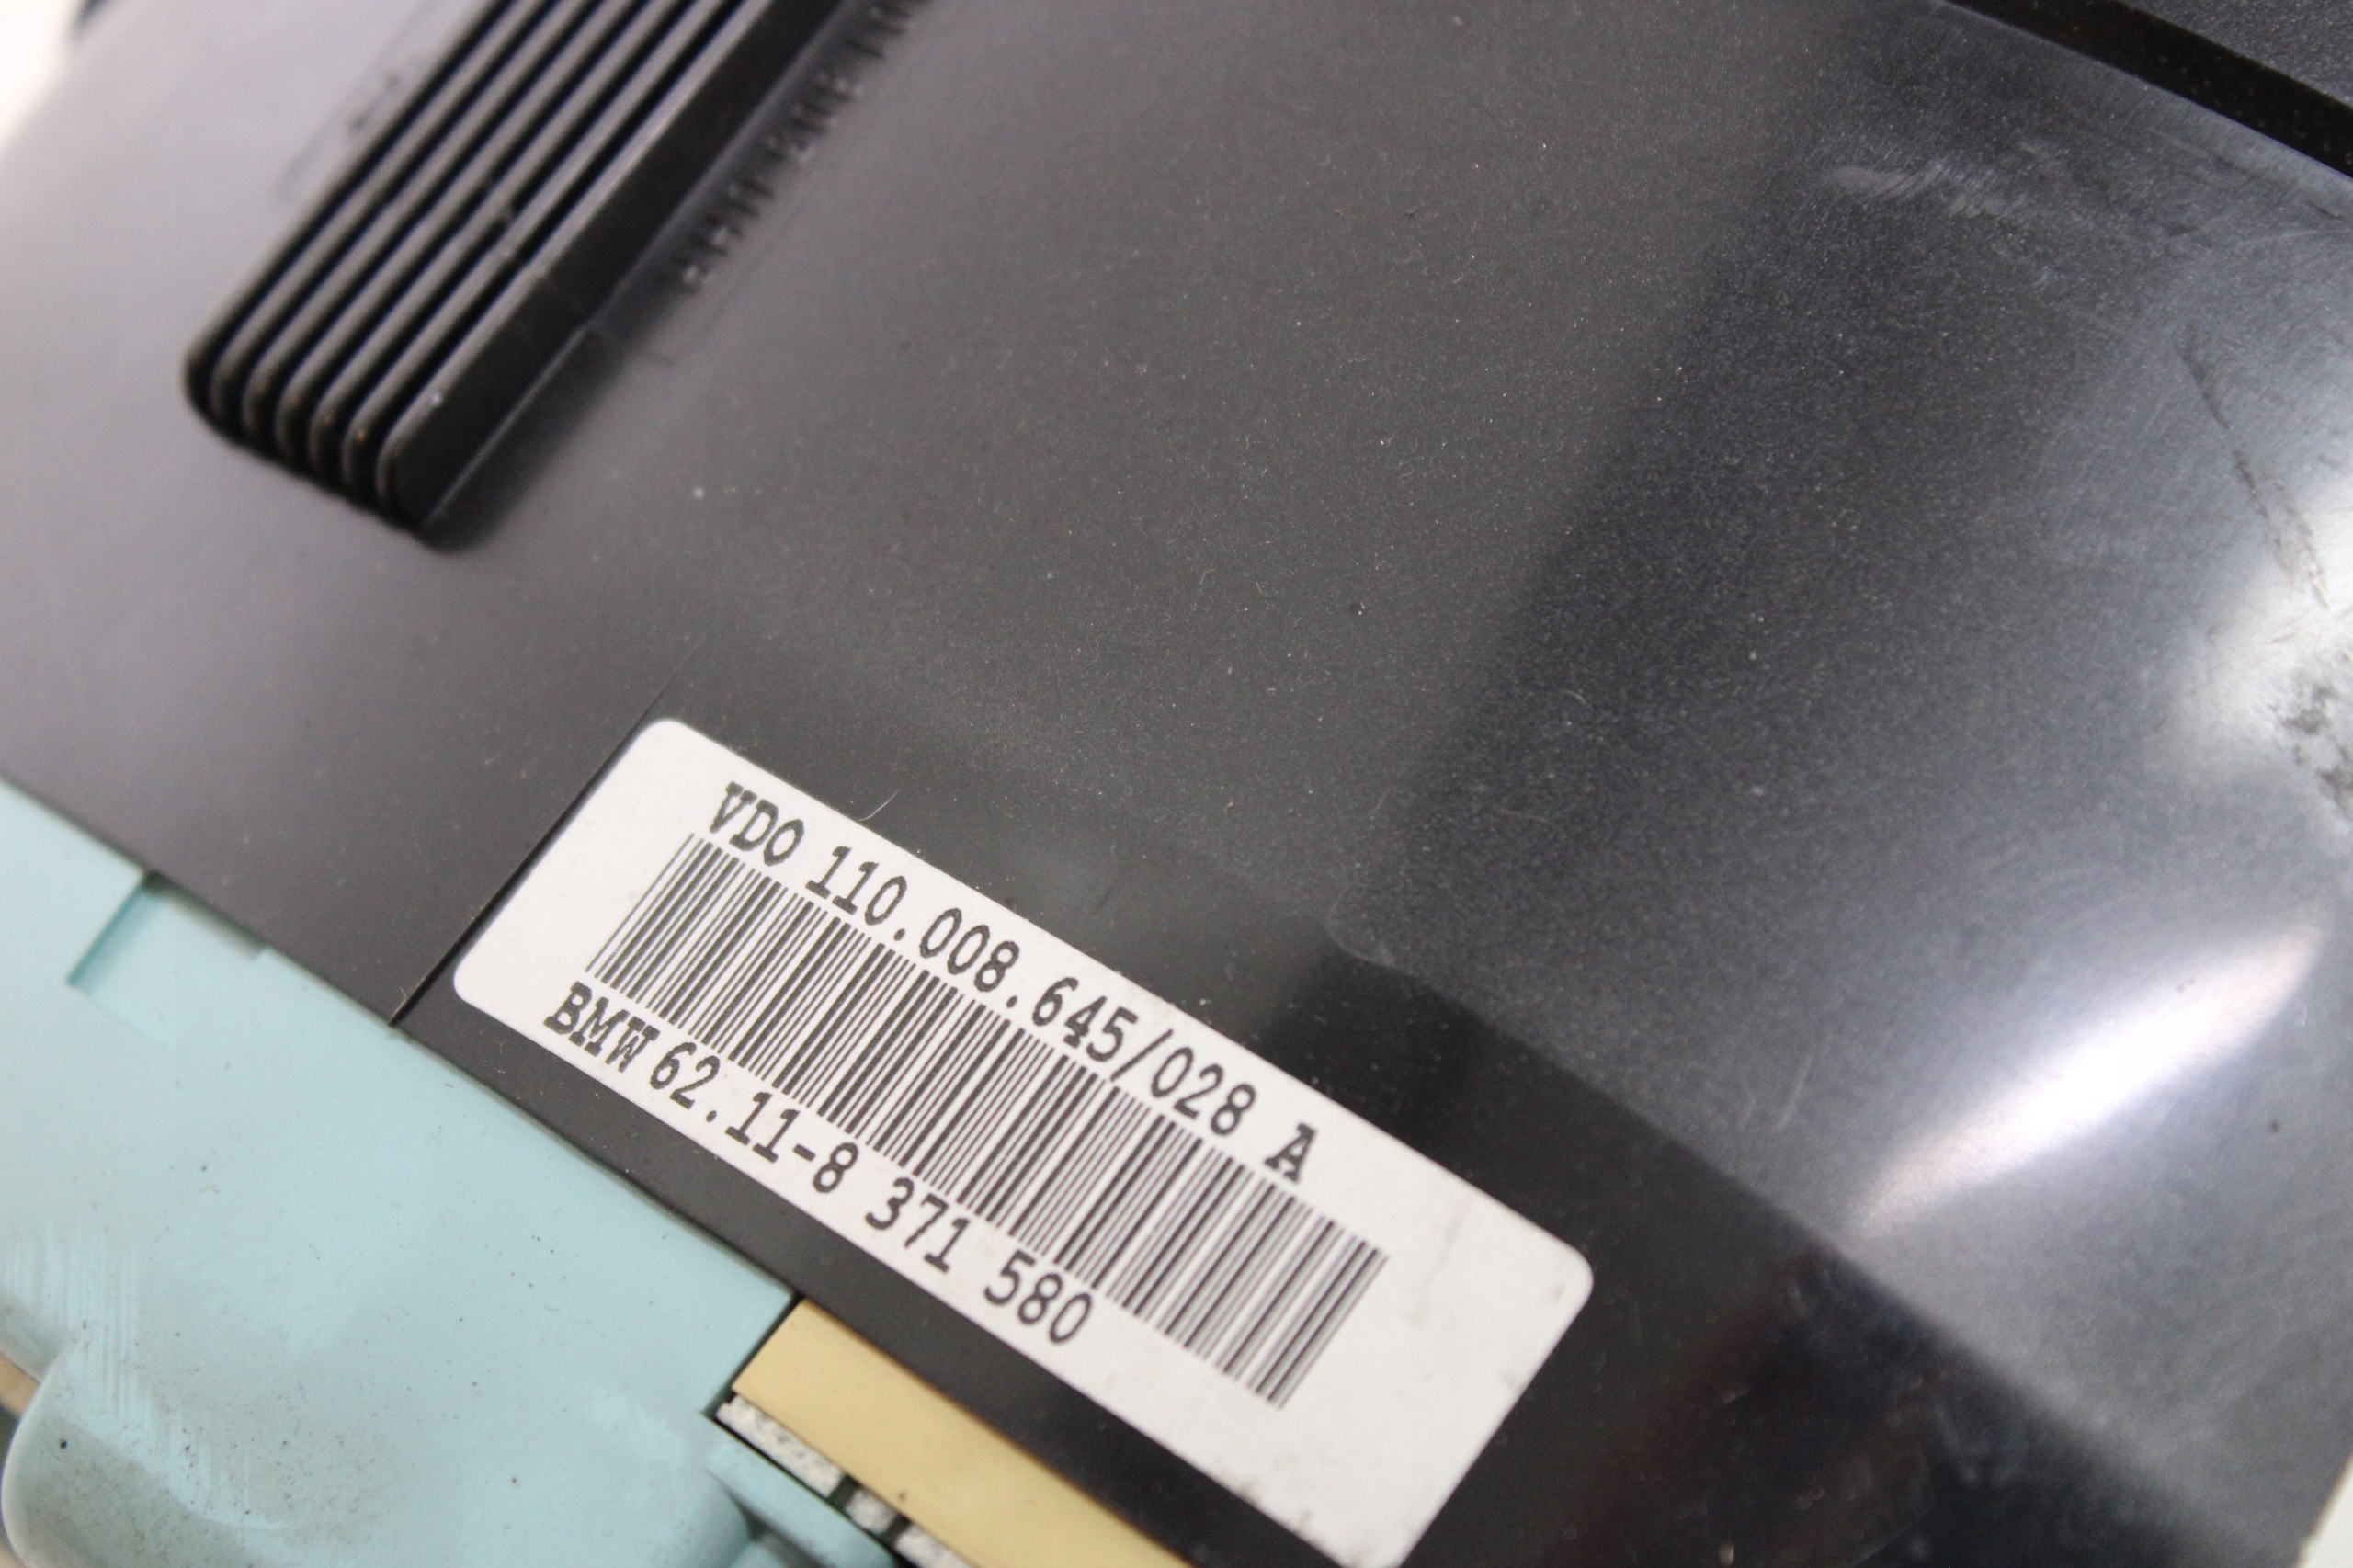 VDO 110.008.645/028 A
BMW 62.11-8 371 580